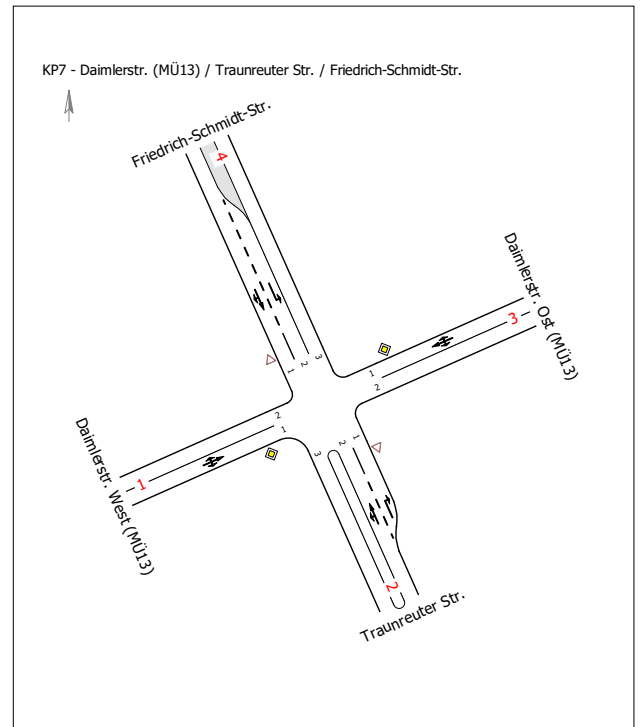 KP7 - Daimlerstr. (MÜ13) / Traunreuter Str. / Friedrich-Schmidt-Str.
Friedrich-Schmidt-Str.
4
Daimlerstr. Ost (MÜ13)
3
1
2
3
1
2
2
1
Daimlerstr. West (MÜ13)
1
3
2
1
2
Traunreuter Str.